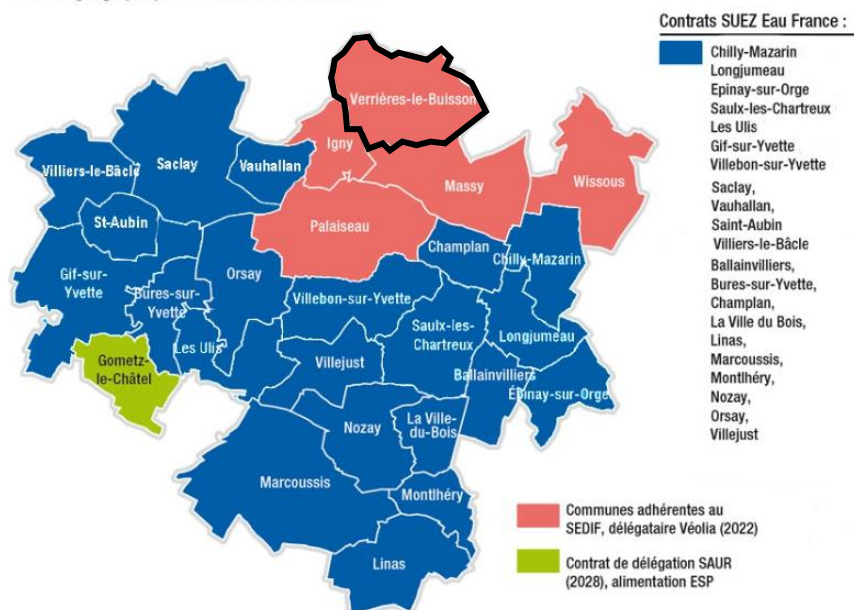 Contrats SUEZ Eau France :
Chilly-Mazarin
Longjumeau
Epinay-sur-Orge
Saulx-les-Chartreux
Les Ulis
Gif-sur-Yvette
Villebon-sur-Yvette
Saclay,
Vauhallan,
Saint-Aubin
Villiers-le-Bâcle
Ballainvilliers,
Bures-sur-Yvette,
Champlan,
La Ville du Bois,
Linas,
Marcoussis,
Montlhéry,
Nozay,
Orsay,
Villejust
Verrières-le-Buisson
Igny
Saclay
Vauhallan
Villiers-le-Bâcle
Massy
Wissous
St-Aubin
Palaiseau
Champlan
Chilly-Mazarin
Gif-sur-
Yvette
Orsay
Bures-sur-
Yvette
Villebon-sur-Yvette
Saulx-les-
Chartreux
Longjumeau
Les Ulis
Gometz-
le-Châtel
Villejust
Ballainvilliers
Épinay-sur-Orge
Nozay
La Ville-
du-Bois
Marcoussis
Montlhéry
Linas
Communes adhérentes au
SEDIF, délégataire Véolia (2022)
Contrat de délégation SAUR
(2028), alimentation ESP